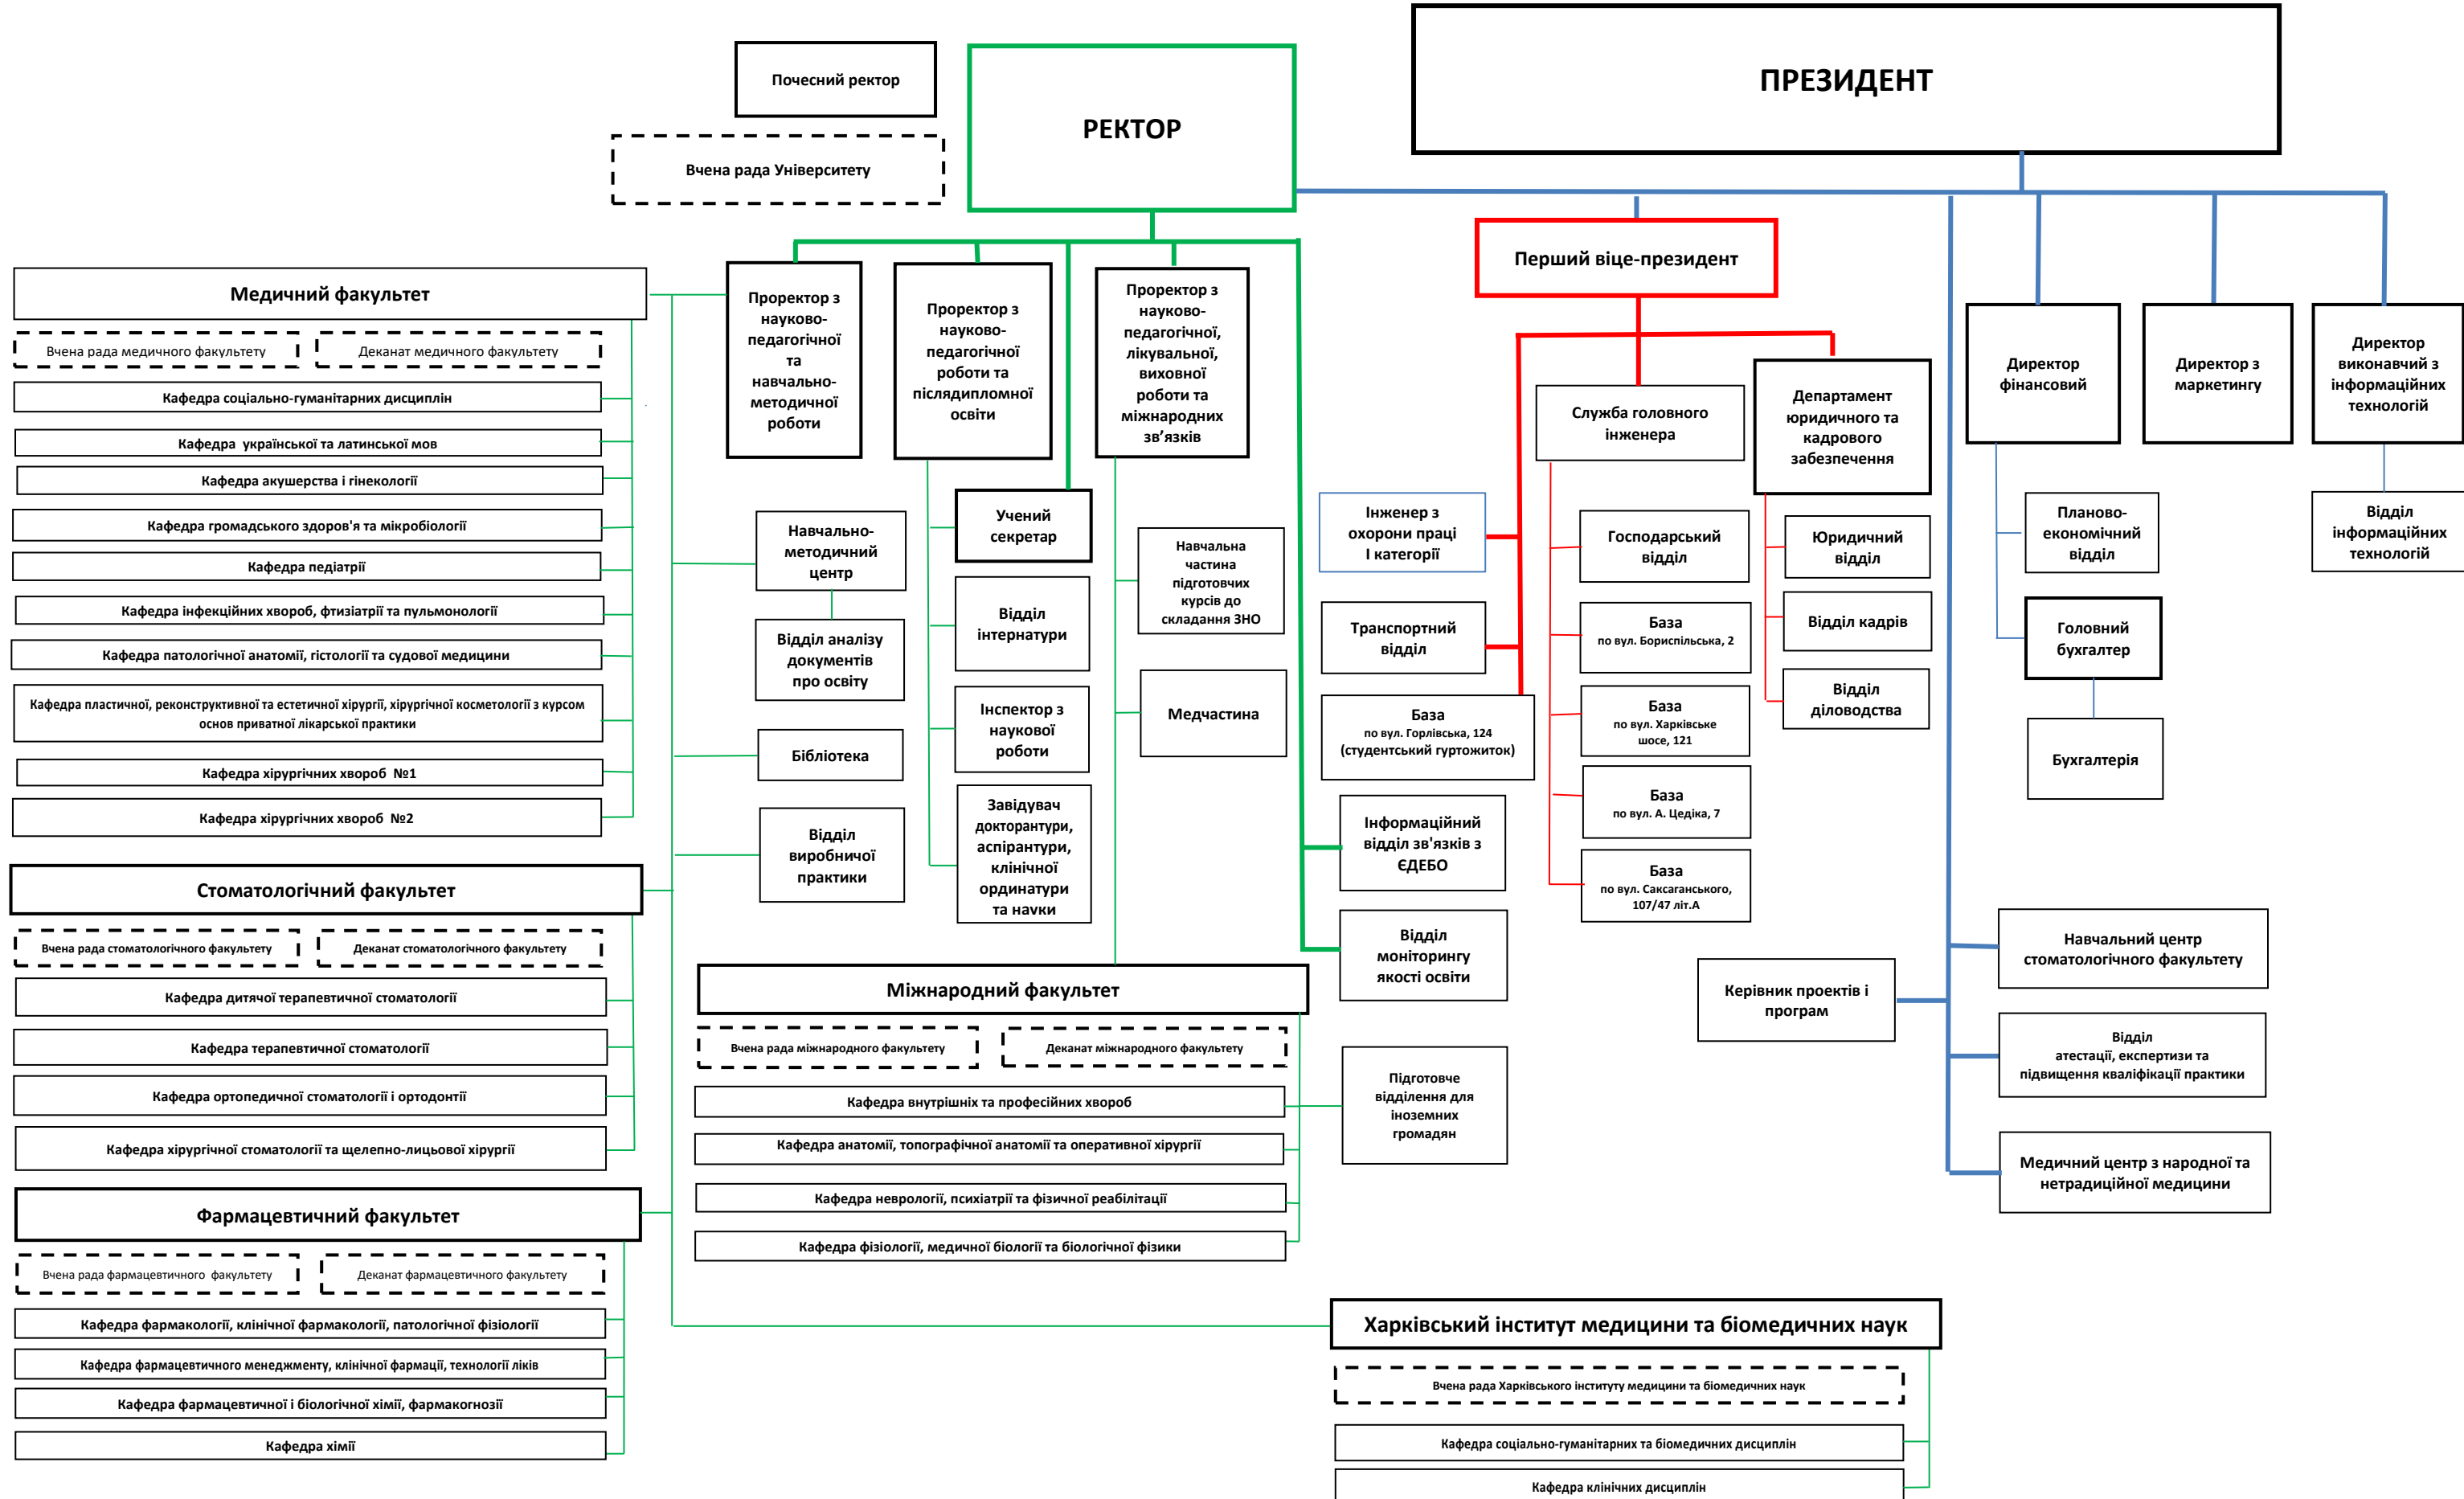 Почесний ректор
Вчена рада Університету
РЕКТОР
ПРЕЗИДЕНТ
Медичний факультет
Вчена рада медичного факультету
Деканат медичного факультету
Кафедра соціально-гуманітарних дисциплін
Кафедра української та латинської мов
Кафедра акушерства і гінекології
Кафедра громадського здоров'я та мікробіології
Кафедра педіатрії
Кафедра інфекційних хвороб, фтизіатрії та пульмонології
Кафедра патологічної анатомії, гістології та судової медицини
Кафедра пластичної, реконструктивної та естетичної хірургії, хірургічної косметології з курсом
основ приватної лікарської практики
Кафедра хірургічних хвороб №1
Кафедра хірургічних хвороб №2
Стоматологічний факультет
Вчена рада стоматологічного факультету
Деканат стоматологічного факультету
Кафедра дитячої терапевтичної стоматології
Кафедра терапевтичної стоматології
Кафедра ортопедичної стоматології і ортодонтії
Кафедра хірургічної стоматології та щелепно-лицьової хірургії
Фармацевтичний факультет
Вчена рада фармацевтичного факультету
Деканат фармацевтичного факультету
Кафедра фармакології, клінічної фармакології, патологічної фізіології
Кафедра фармацевтичного менеджменту, клінічної фармації, технології ліків
Кафедра фармацевтичної і біологічної хімії, фармакогнозії
Кафедра хімії
Проректор з
науково-
педагогічної
та
навчально-
методичної
роботи
Навчально-
методичний
центр
Відділ аналізу
документів
про освіту
Бібліотека
Відділ
виробничої
практики
Проректор з
науково-
педагогічної
роботи та
післядипломної
освіти
Учений
секретар
Відділ
інтернатури
Інспектор з
наукової
роботи
Завідувач
докторантури,
аспірантури,
клінічної
ординатури
та науки
Проректор з
науково-
педагогічної,
лікувальної,
виховної
роботи та
міжнародних
зв’язків
Навчальна
частина
підготовчих
курсів до
складання ЗНО
Медчастина
Міжнародний факультет
Вчена рада міжнародного факультету
Деканат міжнародного факультету
Кафедра внутрішніх та професійних хвороб
Кафедра анатомії, топографічної анатомії та оперативної хірургії
Кафедра неврології, психіатрії та фізичної реабілітації
Кафедра фізіології, медичної біології та біологічної фізики
Перший віце-президент
Інженер з
охорони праці
І категорії
Транспортний
відділ
База
по вул. Горлівська, 124
(студентський гуртожиток)
Інформаційний
відділ зв'язків з
ЄДЕБО
Відділ
моніторингу
якості освіти
Підготовче
відділення для
іноземних
громадян
Служба головного
інженера
Господарський
відділ
База
по вул. Бориспільська, 2
База
по вул. Харківське
шосе, 121
База
по вул. А. Цедіка, 7
База
по вул. Саксаганського,
107/47 літ.А
Департамент
юридичного та
кадрового
забезпечення
Юридичний
відділ
Відділ кадрів
Відділ
діловодства
Директор
фінансовий
Планово-
економічний
відділ
Головний
бухгалтер
Бухгалтерія
Директор з
маркетингу
Директор
виконавчий з
інформаційних
технологій
Відділ
інформаційних
технологій
Керівник проектів і
програм
Навчальний центр
стоматологічного факультету
Відділ
атестації, експертизи та
підвищення кваліфікації практики
Медичний центр з народної та
нетрадиційної медицини
Харківський інститут медицини та біомедичних наук
Вчена рада Харківського інституту медицини та біомедичних наук
Кафедра соціально-гуманітарних та біомедичних дисциплін
Кафедра клінічних дисциплін